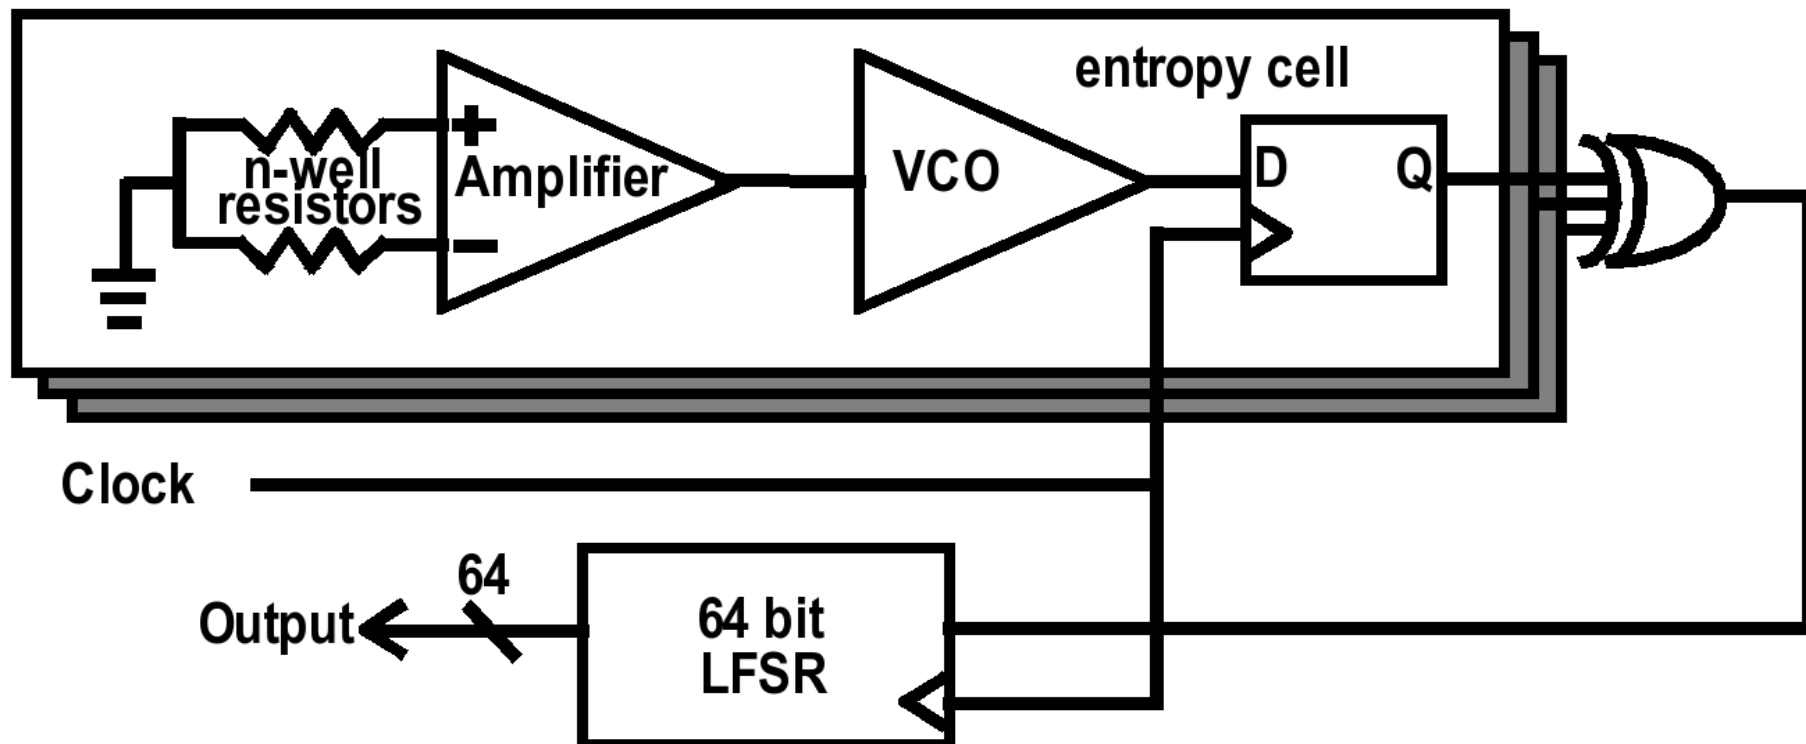 entropy cell
+
n-well
resistors
Amplifier
VCO
D
Q
–
Clock
64
Output
64 bit
LFSR